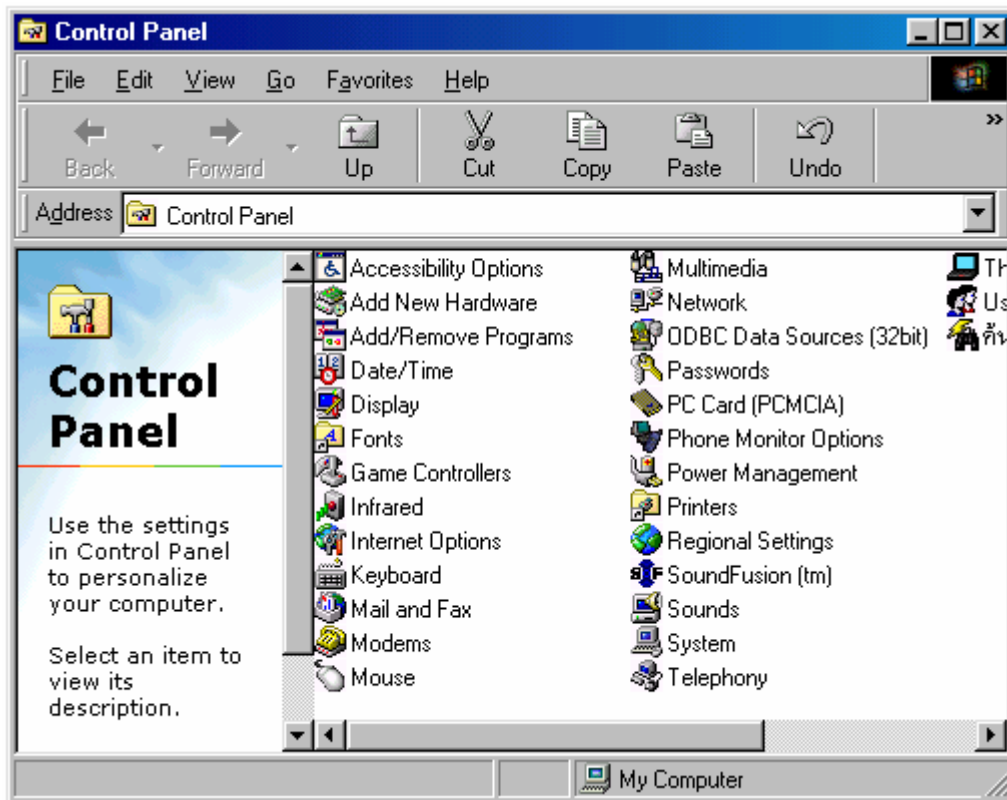 Control Panel
File Edit View Go Favorites Help
Back Forward Up Cut Copy Paste Undo »
Address Control Panel
Control
Panel
Use the settings
in Control Panel
to personalize
your computer.
Select an item to
view its
description.
Accessibility Options
Add New Hardware
Add/Remove Programs
Date/Time
Display
Fonts
Game Controllers
Infrared
Internet Options
Keyboard
Mail and Fax
Modems
Mouse
Multimedia
Network
ODBC Data Sources (32bit)
Passwords
PC Card (PCMCIA)
Phone Monitor Options
Power Management
Printers
Regional Settings
SoundFusion (tm)
Sounds
System
Telephony
My Computer